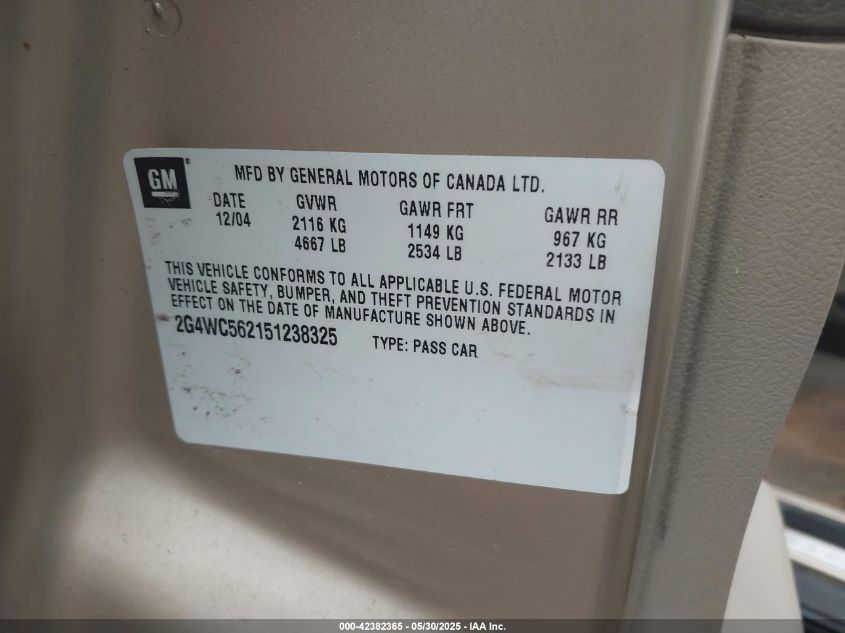 GM®
MFD BY GENERAL MOTORS OF CANADA LTD.
DATE GVWR GAWR FRT GAWR RR
12/04 2116 KG 1149 KG 967 KG
4667 LB 2534 LB 2133 LB
THIS VEHICLE CONFORMS TO ALL APPLICABLE U.S. FEDERAL MOTOR
VEHICLE SAFETY, BUMPER, AND THEFT PREVENTION STANDARDS IN
EFFECT ON THE DATE OF MANUFACTURE SHOWN ABOVE.
2G4WC562151238325 TYPE: PASS CAR
000-42382365 - 05/30/2025 - IAA Inc.